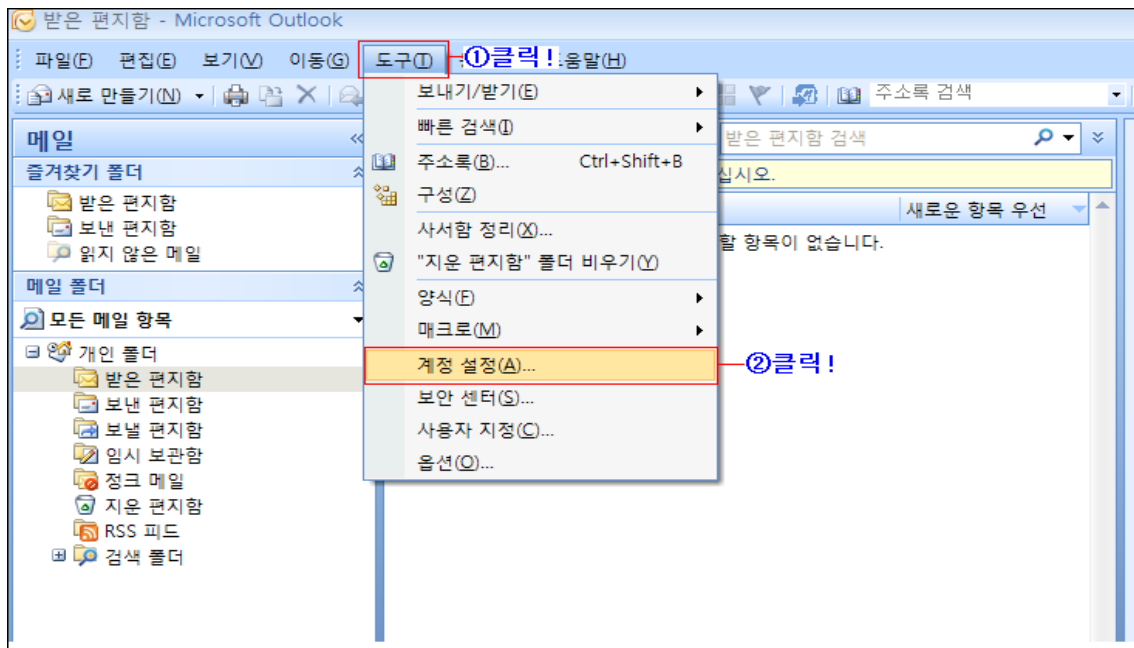 받은 편지함 - Microsoft Outlook
파일(F) 편집(E) 보기(V) 이동(G) 도구(T) ①클릭! 움말(H)
새로 만들기(N) 주소록 검색
보내기/받기(E)
빠른 검색(I)
주소록(B)... Ctrl+Shift+B
구성(Z)
사서함 정리(X)...
"지운 편지함" 폴더 비우기(Y)
양식(F)
매크로(M)
계정 설정(A)... ②클릭!
보안 센터(S)...
사용자 지정(C)...
옵션(O)...
메일
즐겨찾기 폴더
받은 편지함
보낸 편지함
읽지 않은 메일
메일 폴더
모든 메일 항목
개인 폴더
받은 편지함
보낸 편지함
보낼 편지함
임시 보관함
정크 메일
지운 편지함
RSS 피드
검색 폴더
받은 편지함 검색
십시오.
새로운 항목 우선
할 항목이 없습니다.